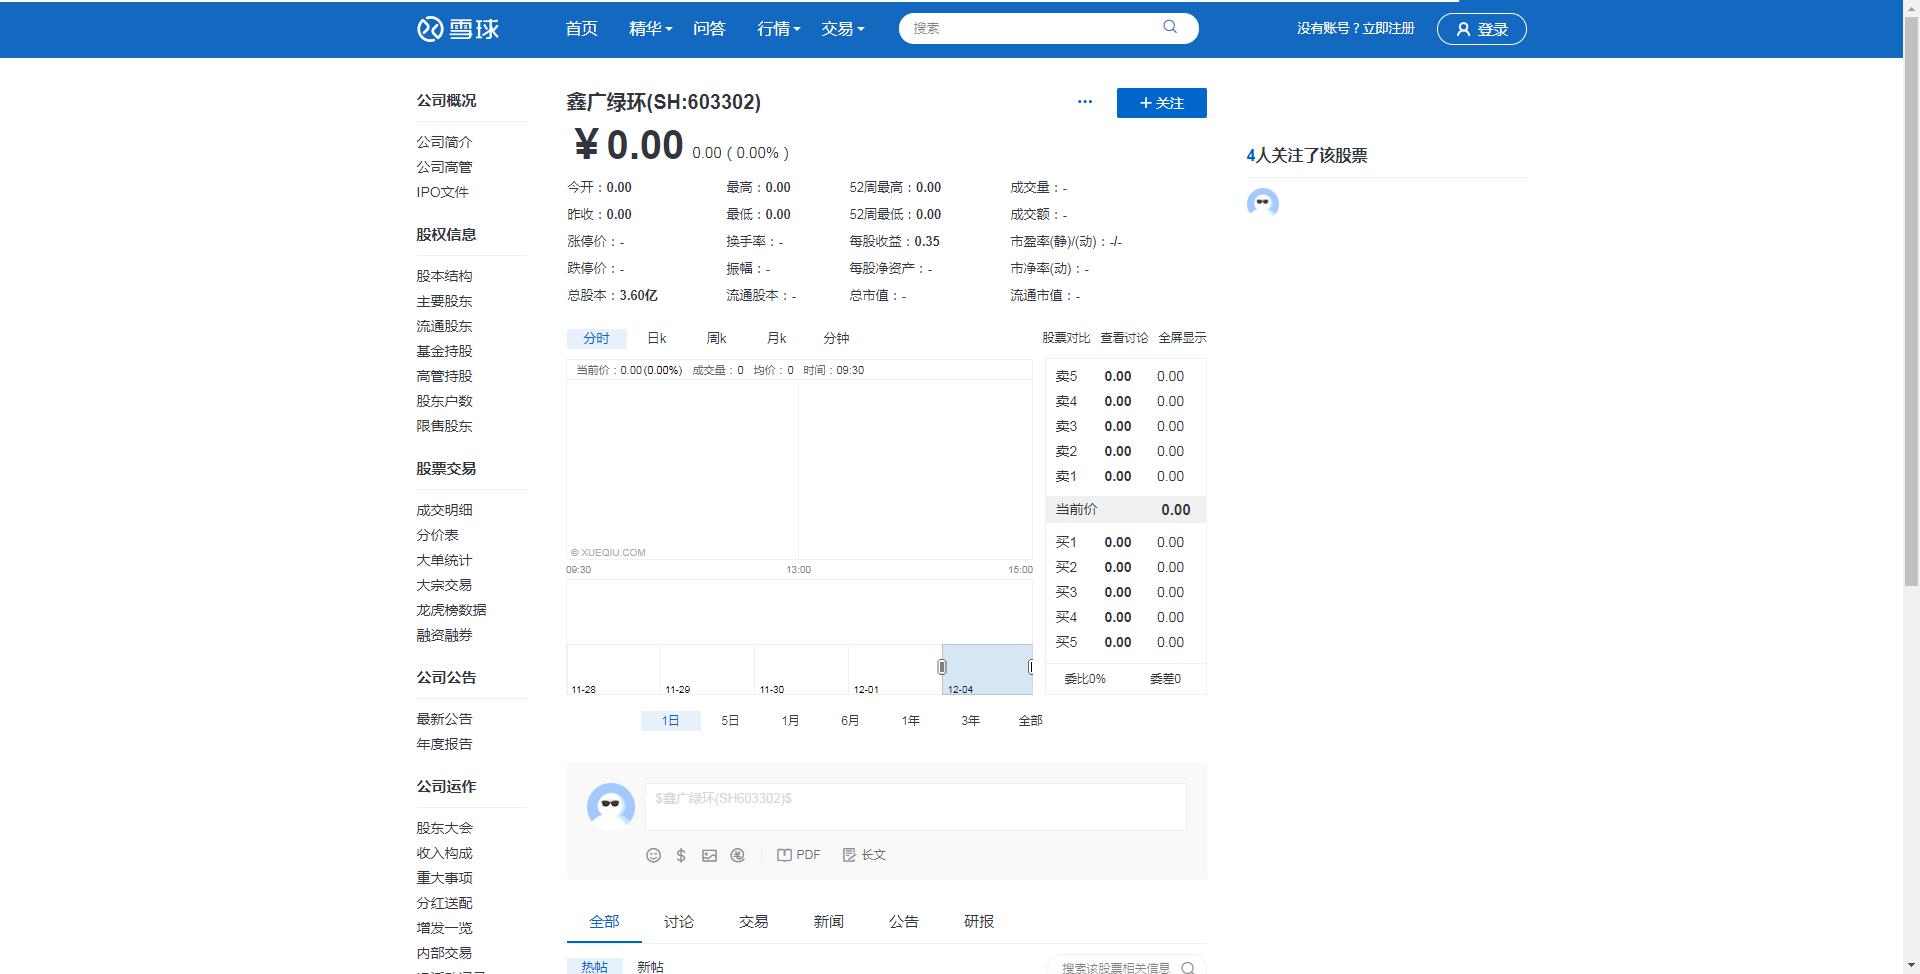 雪球
首页 精华 问答 行情 交易
搜索
没有账号？立即注册
登录
公司概况
公司简介
公司高管
IPO文件
股权信息
股本结构
主要股东
流通股东
基金持股
高管持股
股东户数
限售股东
股票交易
成交明细
分价表
大单统计
大宗交易
龙虎榜数据
融资融券
公司公告
最新公告
年度报告
公司运作
股东大会
收入构成
重大事项
分红送配
增发一览
内部交易
鑫广绿环(SH:603302)
··· +关注
¥0.00 0.00 ( 0.00% )
今开：0.00 最高：0.00 52周最高：0.00 成交量：-
昨收：0.00 最低：0.00 52周最低：0.00 成交额：-
涨停价：- 换手率：- 每股收益：0.35 市盈率(静)/(动)：-/-
跌停价：- 振幅：- 每股净资产：- 市净率(动)：-
总股本：3.60亿 流通股本：- 总市值：- 流通市值：-
分时 日k 周k 月k 分钟
股票对比 查看讨论 全屏显示
当前价：0.00(0.00%) 成交量：0 均价：0 时间：09:30
© XUEQIU.COM
09:30 13:00 15:00
11-28 11-29 11-30 12-01 12-04
1日 5日 1月 6月 1年 3年 全部
卖5 0.00 0.00
卖4 0.00 0.00
卖3 0.00 0.00
卖2 0.00 0.00
卖1 0.00 0.00
当前价 0.00
买1 0.00 0.00
买2 0.00 0.00
买3 0.00 0.00
买4 0.00 0.00
买5 0.00 0.00
委比0% 委差0
$鑫广绿环(SH603302)$
PDF 长文
全部 讨论 交易 新闻 公告 研报
热帖 新帖
搜索该股票相关信息
4人关注了该股票